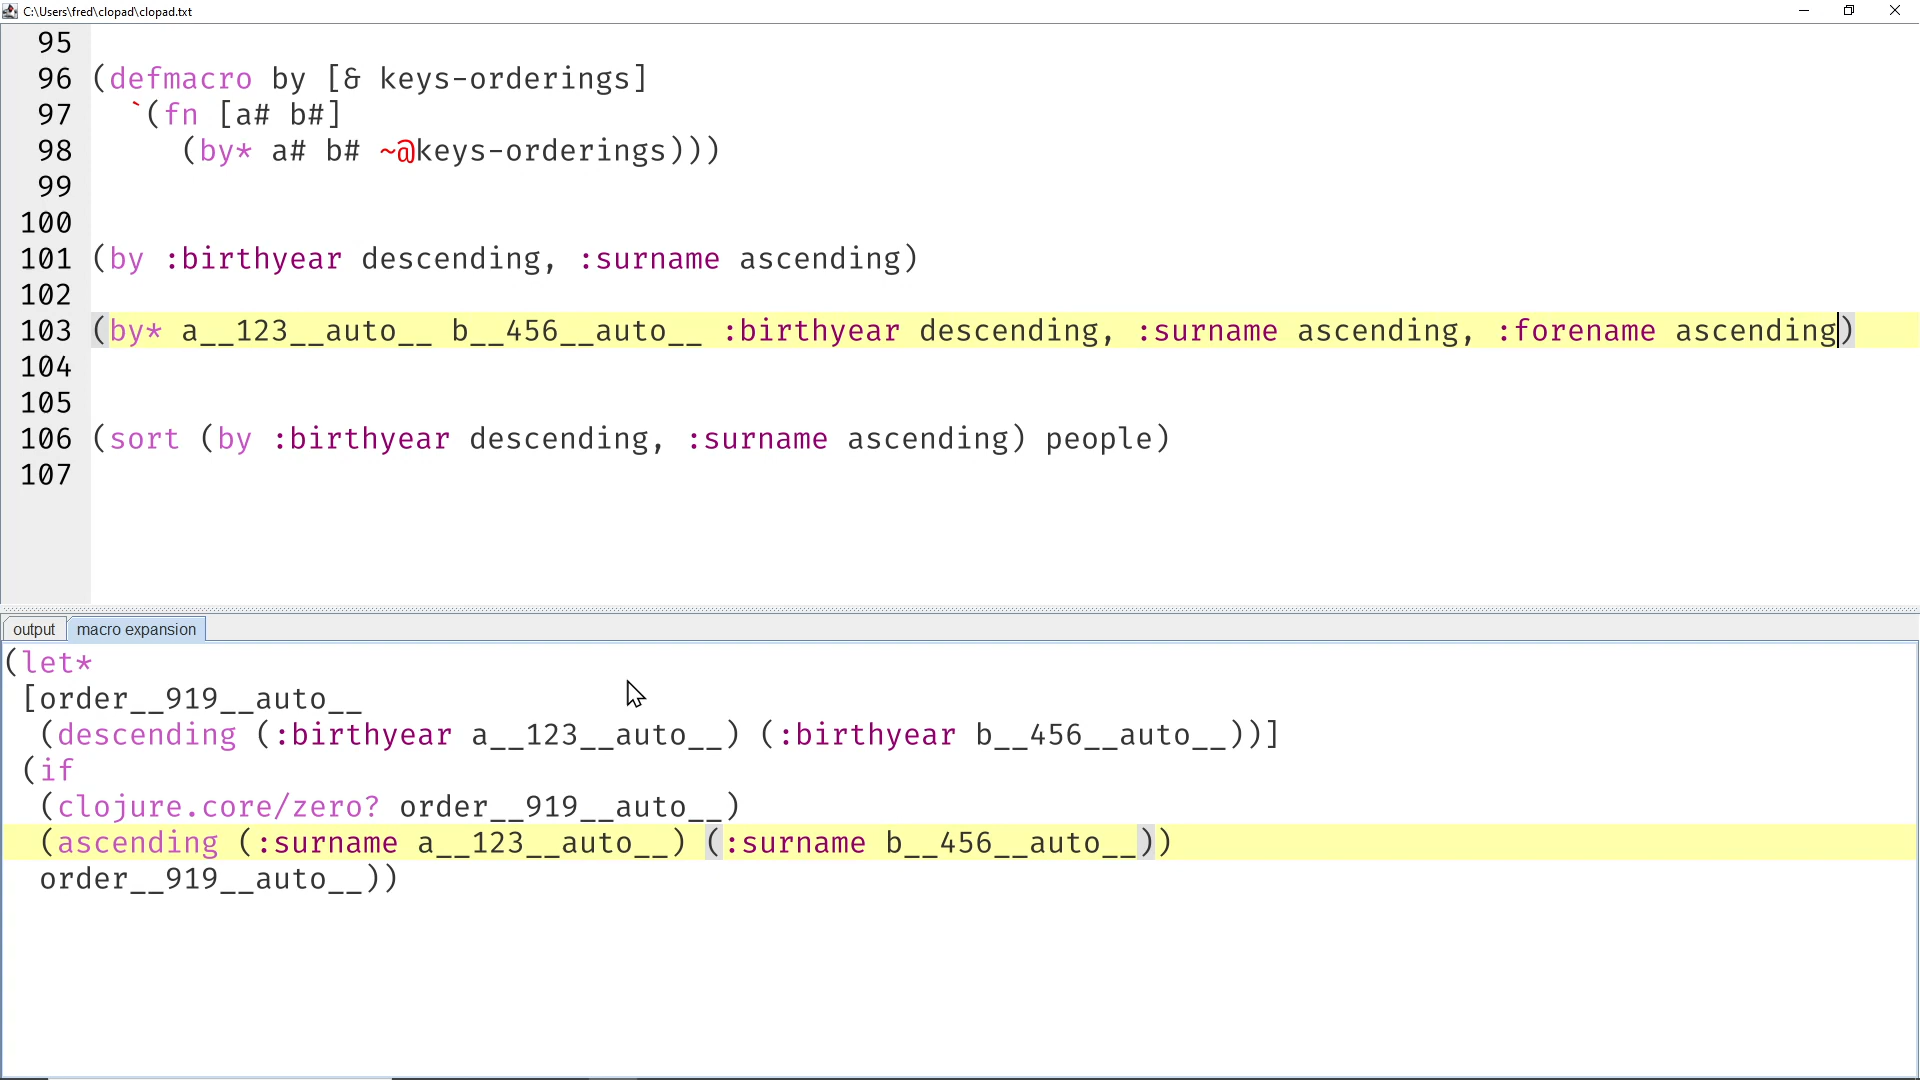 C:\Users\fred\clopad\clopad.txt
95
96 (defmacro by [& keys-orderings]
97 `(fn [a# b#]
98 (by* a# b# ~@keys-orderings)))
99
100
101 (by :birthyear descending, :surname ascending)
102
103 (by* a__123__auto__ b__456__auto__ :birthyear descending, :surname ascending, :forename ascending)
104
105
106 (sort (by :birthyear descending, :surname ascending) people)
107
output macro expansion
(let*
[order__919__auto__
(descending (:birthyear a__123__auto__) (:birthyear b__456__auto__))]
(if
(clojure.core/zero? order__919__auto__)
(ascending (:surname a__123__auto__) (:surname b__456__auto__))
order__919__auto__))